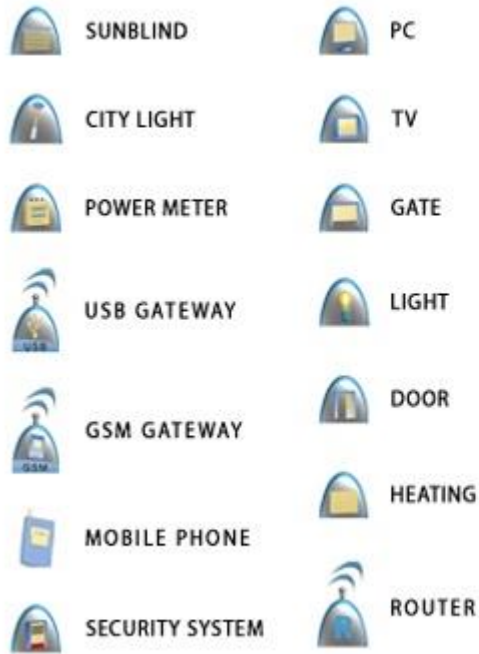 SUNBLIND
CITY LIGHT
POWER METER
USB GATEWAY
USB
GSM GATEWAY
GSM
MOBILE PHONE
SECURITY SYSTEM
PC
TV
GATE
LIGHT
DOOR
HEATING
ROUTER
R